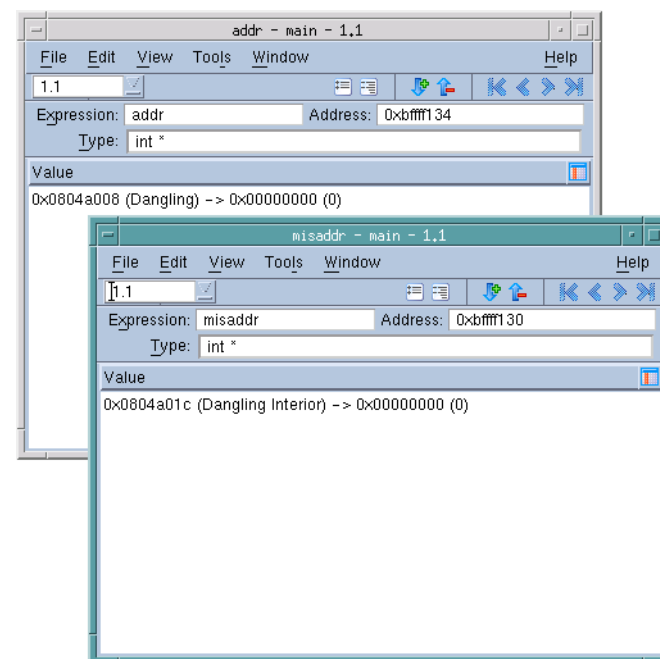 addr - main - 1.1
File Edit View Tools Window Help
1.1
Expression: addr Address: 0xbffff134
Type: int *
Value
0x0804a008 (Dangling) -> 0x00000000 (0)
misaddr - main - 1.1
File Edit View Tools Window Help
1.1
Expression: misaddr Address: 0xbffff130
Type: int *
Value
0x0804a01c (Dangling Interior) -> 0x00000000 (0)